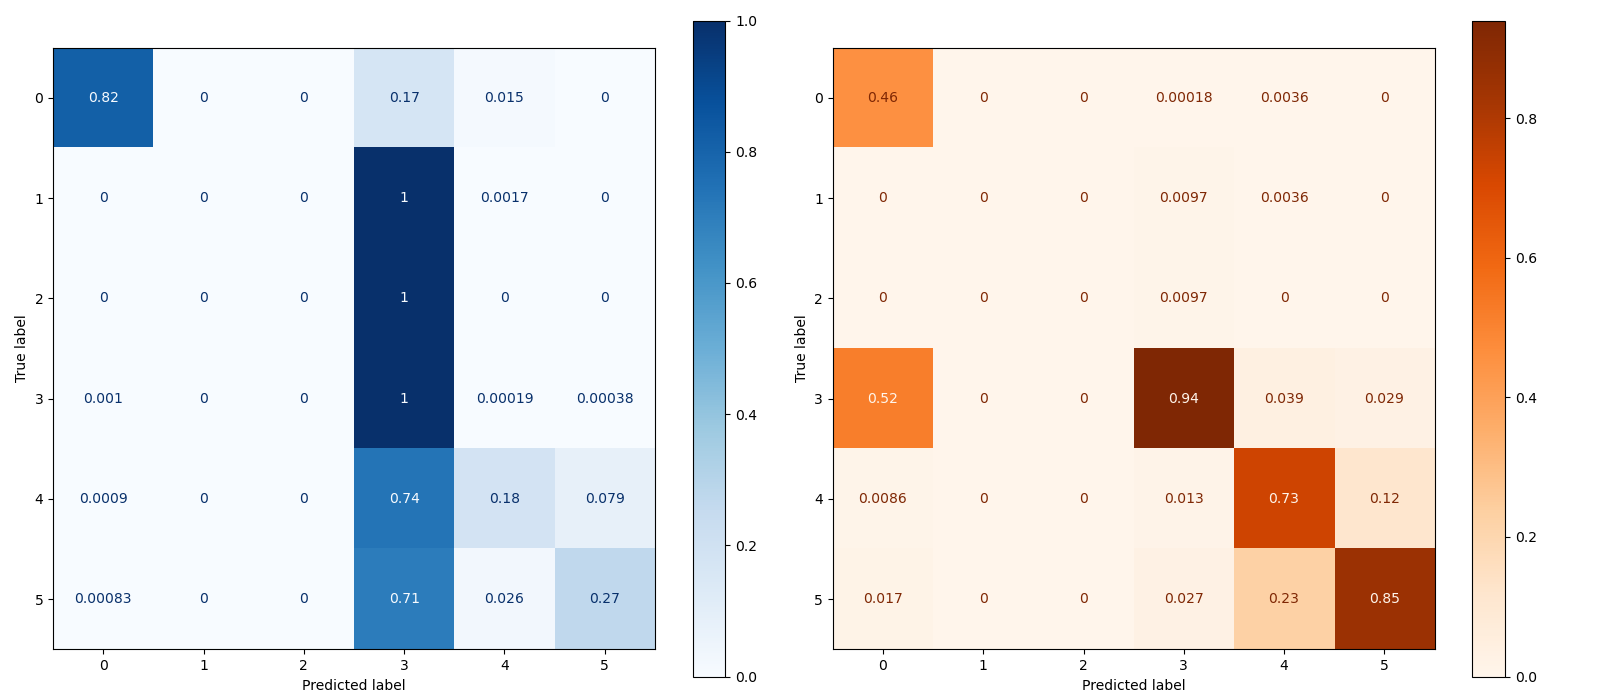 1.0
0 0.82 0 0 0.17 0.015 0
0.8
1 0 0 0 1 0.0017 0
0.6
2 0 0 0 1 0 0
True label
3 0.001 0 0 1 0.00019 0.00038
0.4
4 0.0009 0 0 0.74 0.18 0.079
0.2
5 0.00083 0 0 0.71 0.026 0.27
0.0
0 1 2 3 4 5
Predicted label
0 0.46 0 0 0.00018 0.0036 0
0.8
1 0 0 0 0.0097 0.0036 0
0.6
2 0 0 0 0.0097 0 0
True label
3 0.52 0 0 0.94 0.039 0.029
0.4
4 0.0086 0 0 0.013 0.73 0.12
0.2
5 0.017 0 0 0.027 0.23 0.85
0.0
0 1 2 3 4 5
Predicted label